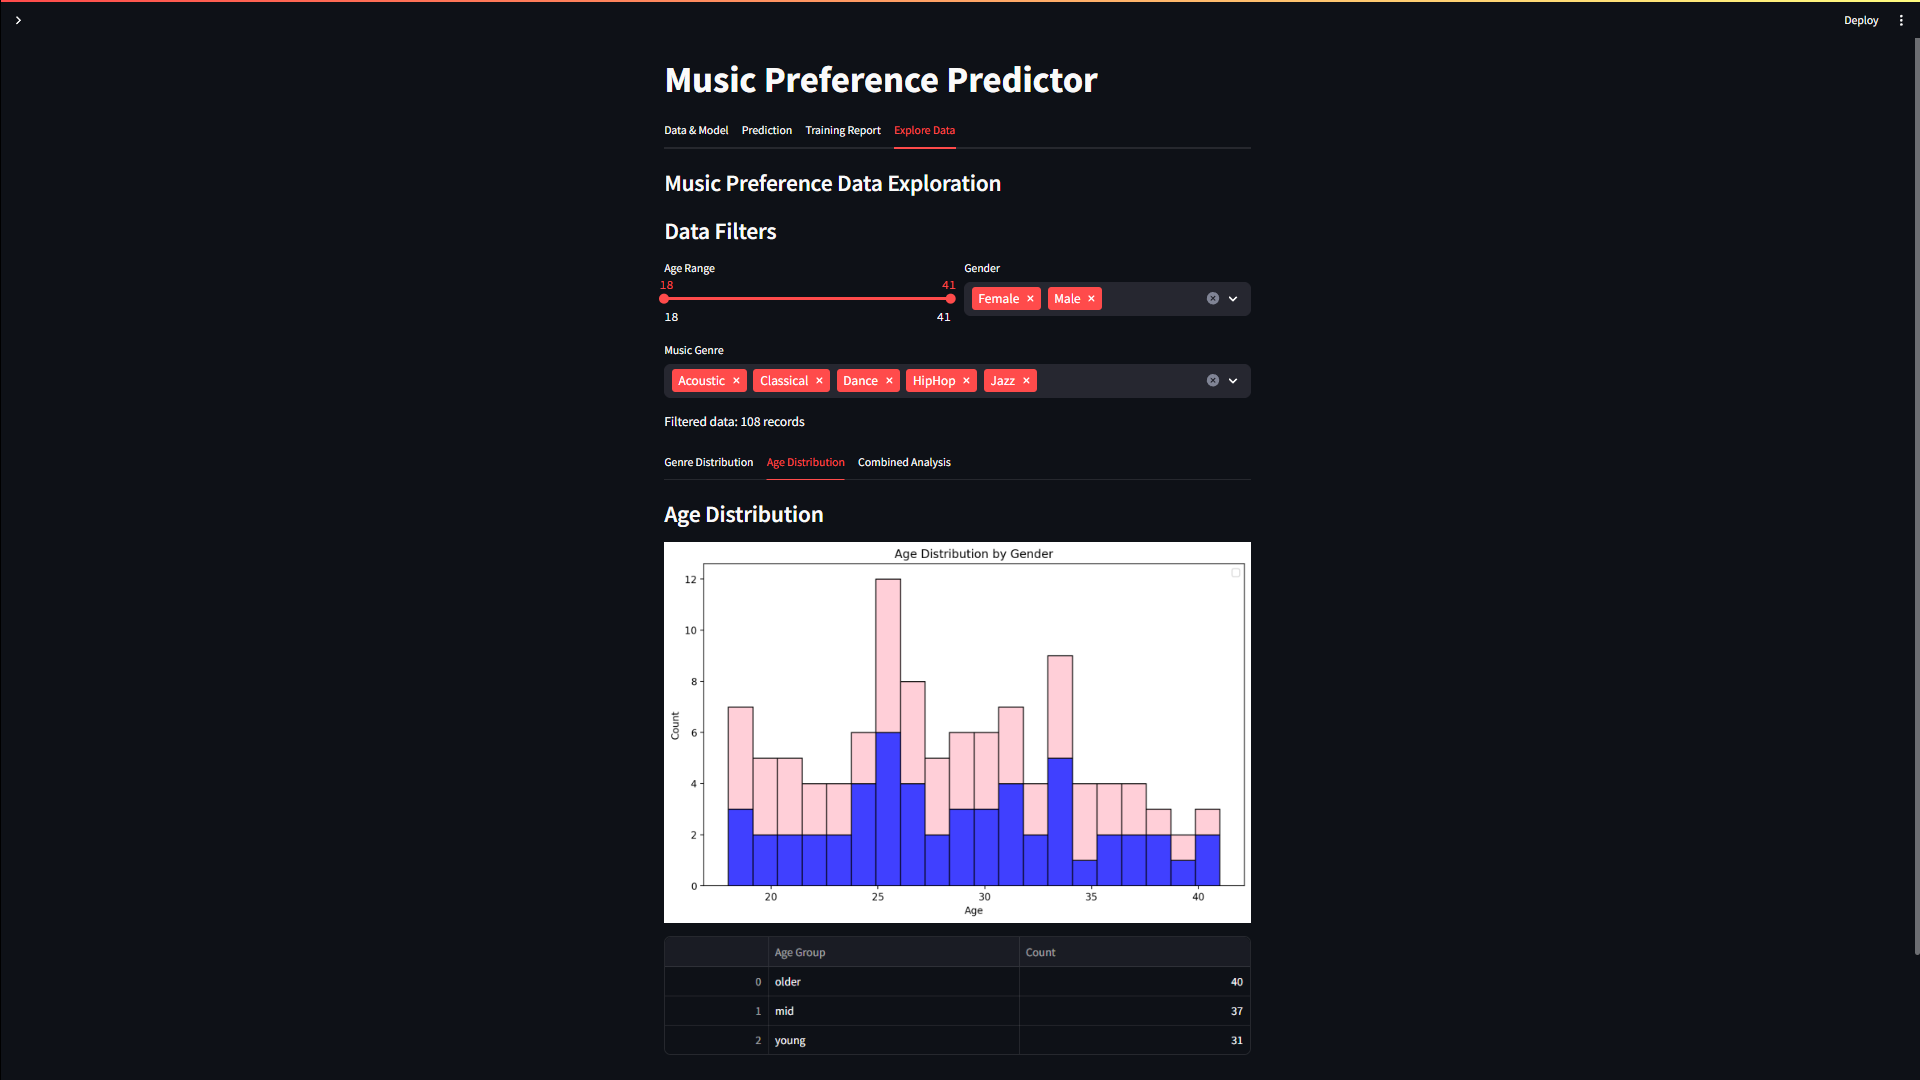 Deploy
Music Preference Predictor
Data & Model Prediction Training Report Explore Data
Music Preference Data Exploration
Data Filters
Age Range
18 41
18 41
Gender
Female × Male ×
Music Genre
Acoustic × Classical × Dance × HipHop × Jazz ×
Filtered data: 108 records
Genre Distribution Age Distribution Combined Analysis
Age Distribution
Age Distribution by Gender
12
10
8
6
4
2
0
Count
20 25 30 35 40
Age
Age Group Count
0 older 40
1 mid 37
2 young 31